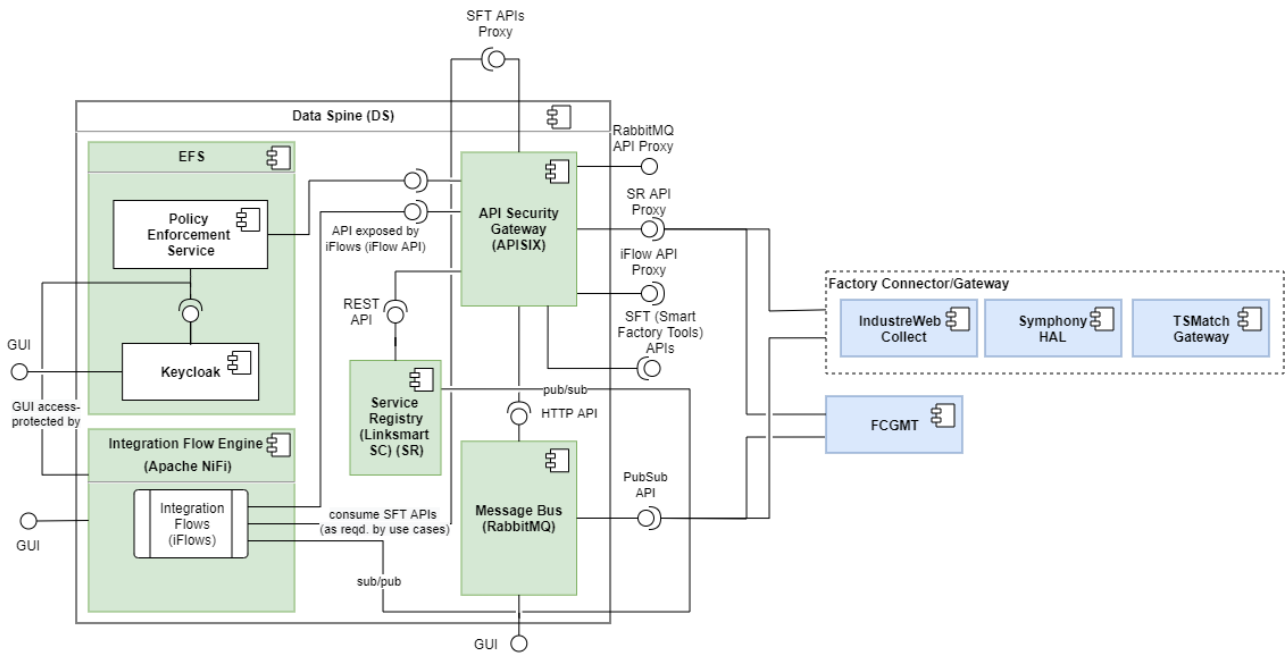 SFT APIs
Proxy
Data Spine (DS)
EFS
Policy
Enforcement
Service
Keycloak
GUI
GUI access-
protected by
Integration Flow Engine
(Apache NiFi)
Integration
Flows
(iFlows)
GUI
API exposed by
iFlows (iFlow API)
REST
API
Service
Registry
(Linksmart
SC) (SR)
consume SFT APIs
(as reqd. by use cases)
sub/pub
pub/sub
API Security
Gateway
(APISIX)
HTTP API
Message Bus
(RabbitMQ)
GUI
RabbitMQ
API Proxy
SR API
Proxy
iFlow API
Proxy
SFT (Smart
Factory Tools)
APIs
PubSub
API
Factory Connector/Gateway
IndustreWeb
Collect
Symphony
HAL
TSMatch
Gateway
FCGMT